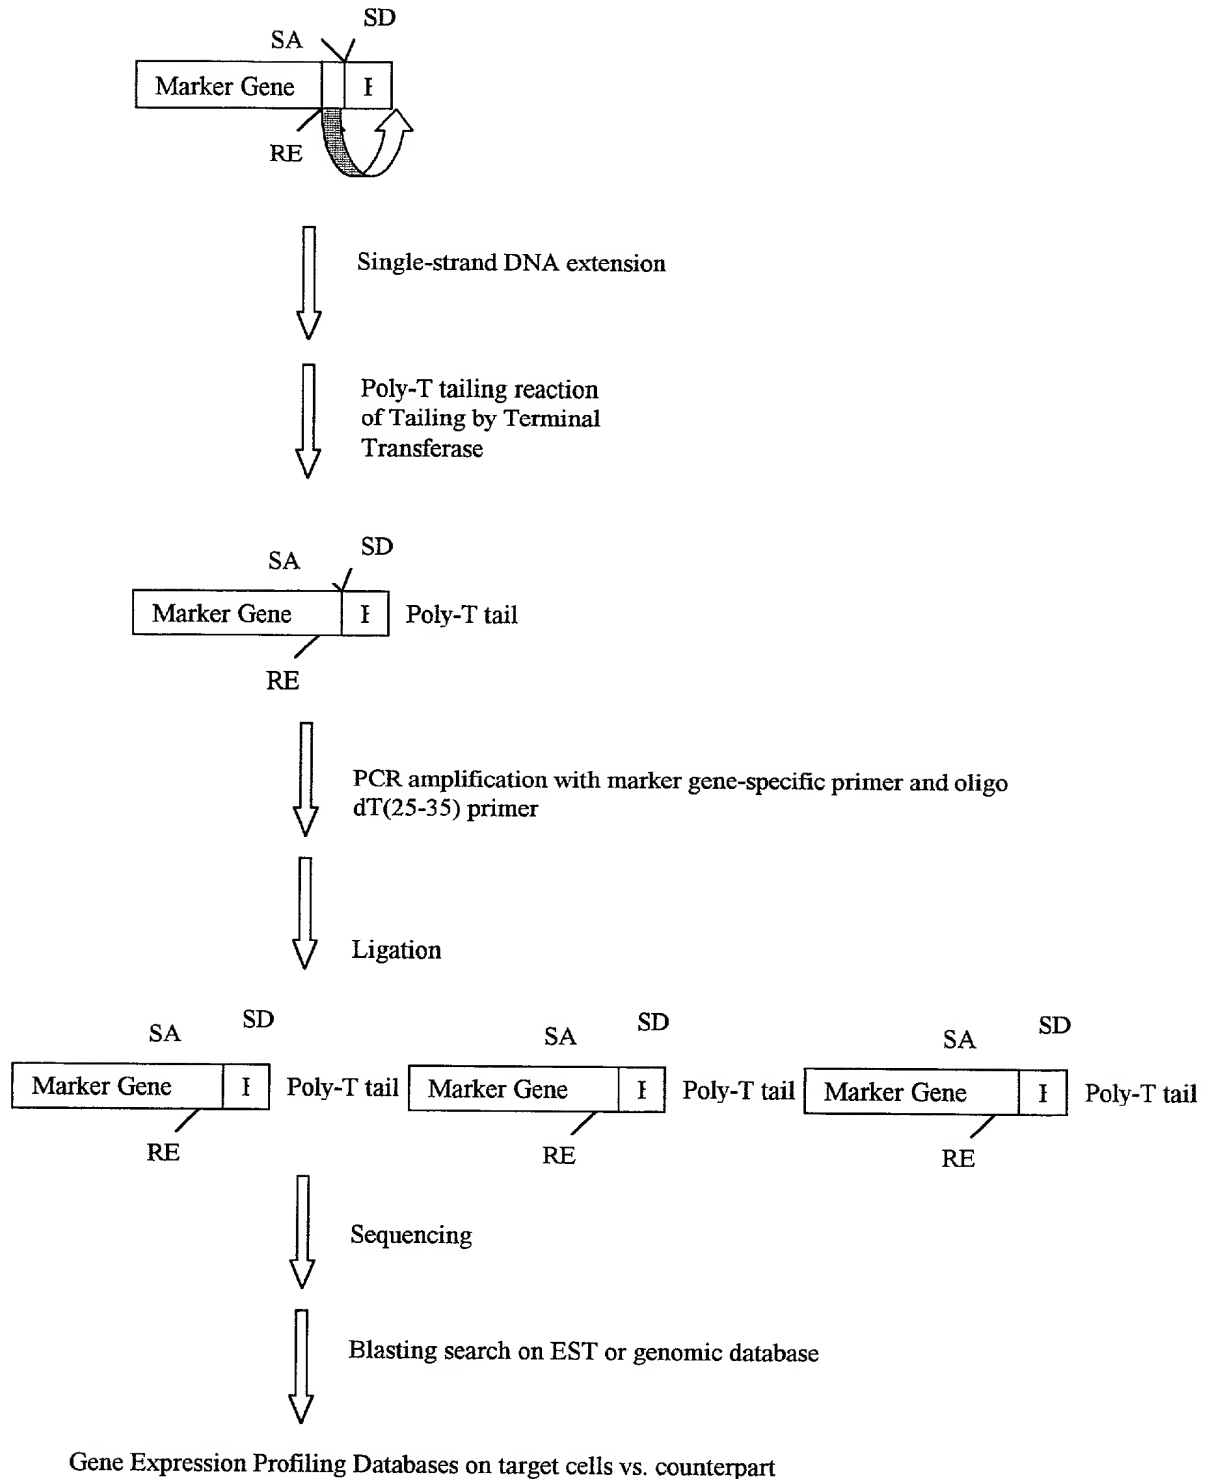 SD
SA
Marker Gene
RE
Single-strand DNA extension
Poly-T tailing reaction
of Tailing by Terminal
Transferase
SD
SA
Marker Gene
Poly-T tail
RE
PCR amplification with marker gene-specific primer and oligo
dT(25-35) primer
Ligation
SA
SD
Marker Gene
Poly-T tail
RE
SA
SD
Marker Gene
Poly-T tail
RE
SA
SD
Marker Gene
Poly-T tail
RE
Sequencing
Blasting search on EST or genomic database
Gene Expression Profiling Databases on target cells vs. counterpart